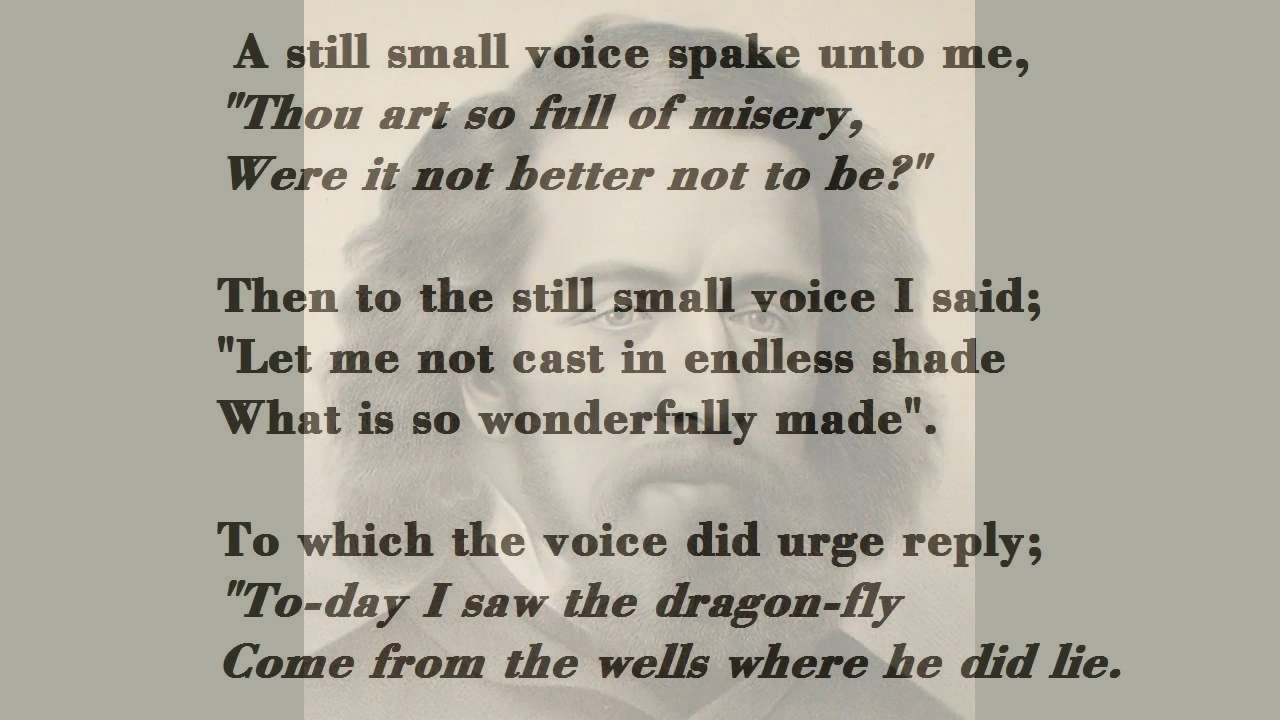 A still small voice spake unto me,
"Thou art so full of misery,
Were it not better not to be?"
Then to the still small voice I said;
"Let me not cast in endless shade
What is so wonderfully made".
To which the voice did urge reply;
"To-day I saw the dragon-fly
Come from the wells where he did lie.